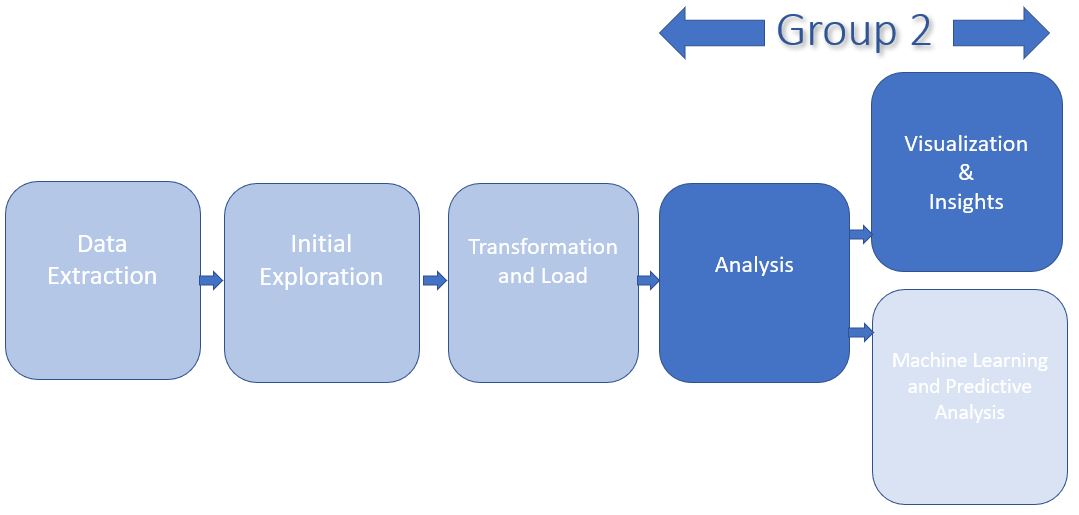 Group 2
Data
Extraction
Initial
Exploration
Transformation
and Load
Analysis
Visualization
&
Insights
Machine Learning
and Predictive
Analysis